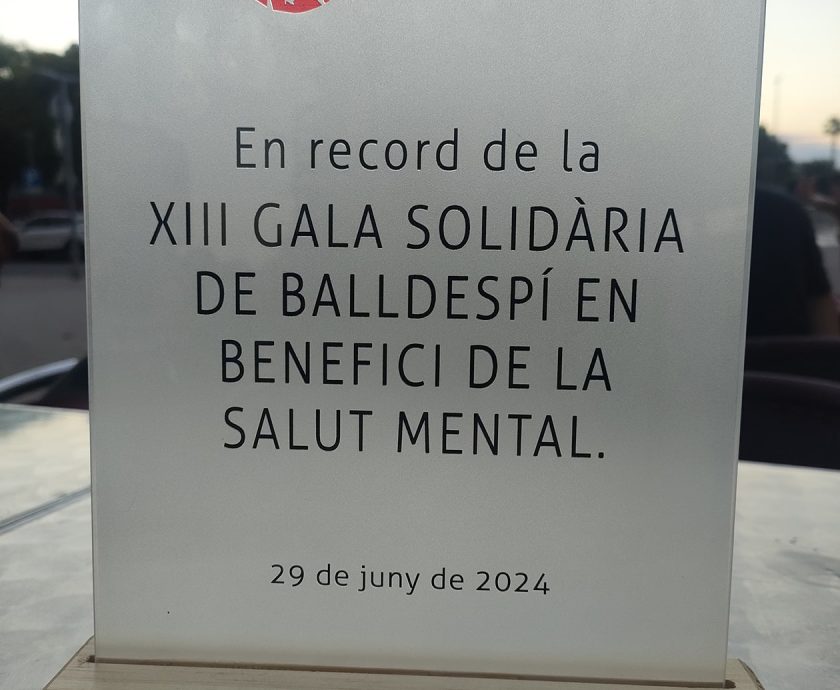 En record de la
XIII GALA SOLIDÀRIA
DE BALLDESPÍ EN
BENEFICI DE LA
SALUT MENTAL.
29 de juny de 2024